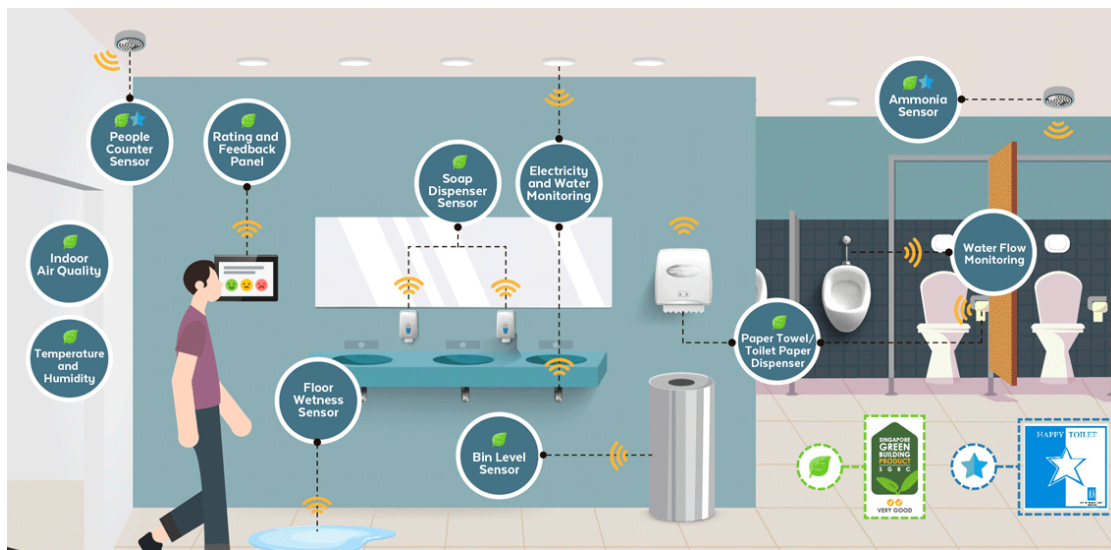 People
Counter
Sensor
Rating and
Feedback
Panel
Soap
Dispenser
Sensor
Electricity
and Water
Monitoring
Ammonia
Sensor
Indoor
Air Quality
Water Flow
Monitoring
Temperature
and
Humidity
Paper Towel/
Toilet Paper
Dispenser
Floor
Wetness
Sensor
Bin Level
Sensor
SINGAPORE
GREEN
BUILDING
PRODUCT
S G B C
VERY GOOD
HAPPY TOILET